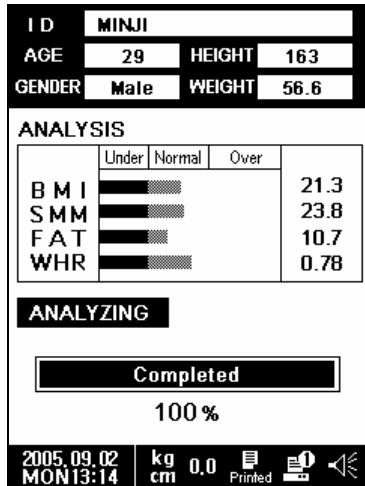 ID MINJI
AGE 29 HEIGHT 163
GENDER Male WEIGHT 56.6
ANALYSIS
Under Normal Over
BMI 21.3
SMM 23.8
FAT 10.7
WHR 0.78
ANALYZING
Completed
100 %
2005.09.02 kg 0.0 Printed
MON13:14 cm